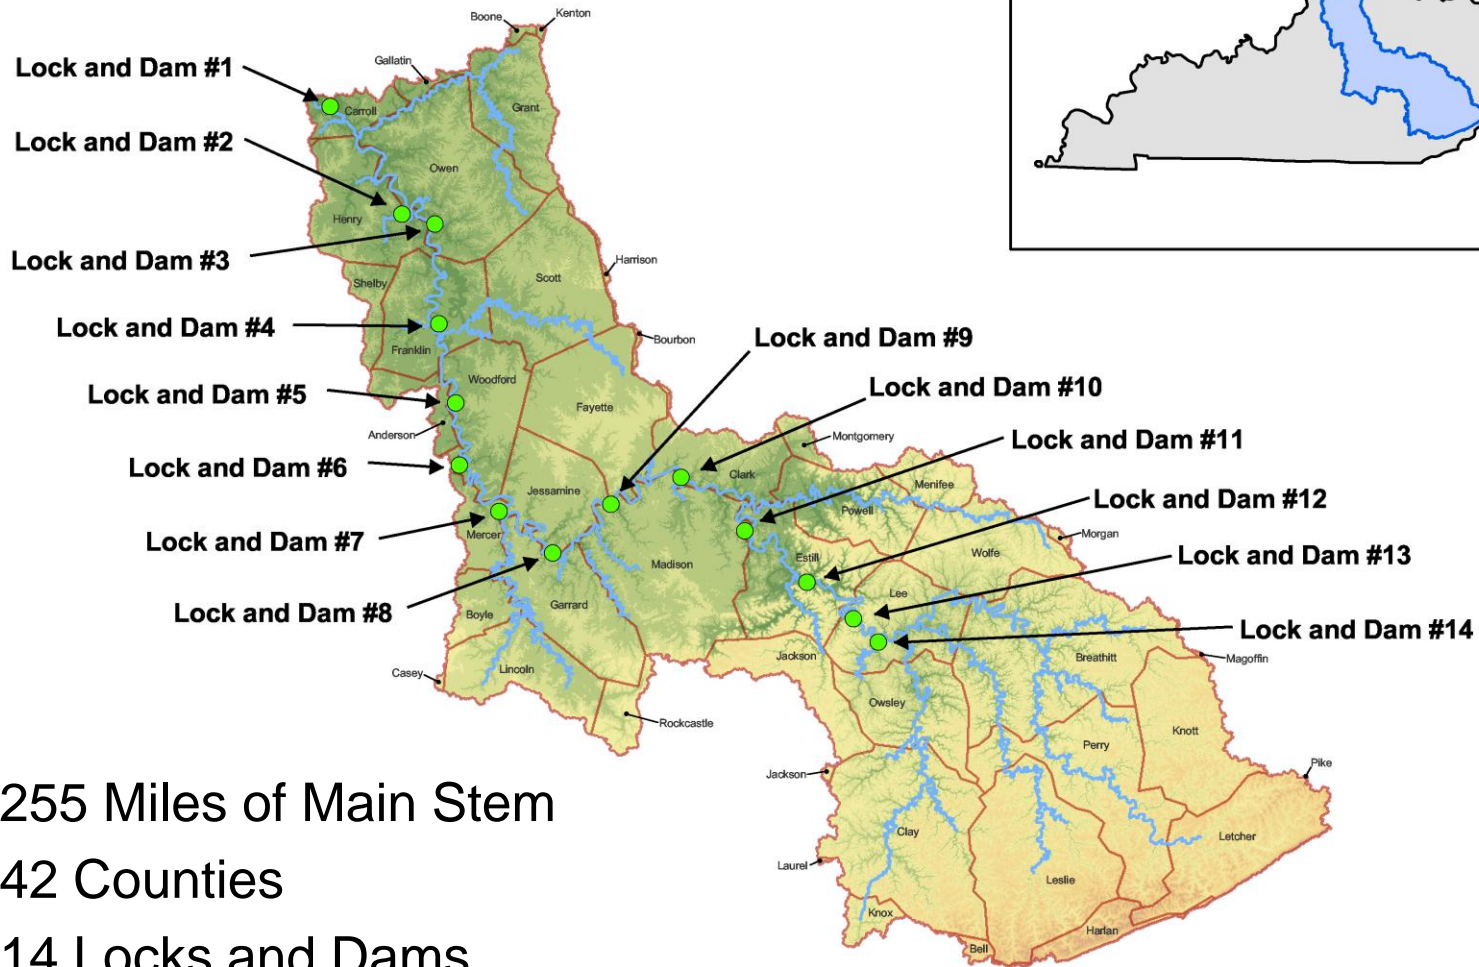 Boone
Kenton
Lock and Dam #1
Gallatin
Carroll
Grant
Lock and Dam #2
Owen
Henry
Lock and Dam #3
Harrison
Scott
Shelby
Lock and Dam #4
Bourbon
Lock and Dam #9
Franklin
Woodford
Lock and Dam #10
Lock and Dam #5
Fayette
Anderson
Montgomery
Lock and Dam #11
Lock and Dam #6
Clark
Menifee
Jessamine
Lock and Dam #12
Powell
Mercer
Morgan
Lock and Dam #7
Wolfe
Lock and Dam #13
Estill
Madison
Lee
Garrard
Lock and Dam #8
Boyle
Lock and Dam #14
Jackson
Breathitt
Magoffin
Casey
Lincoln
Owsley
Rockcastle
Knott
Perry
Pike
Jackson
255 Miles of Main Stem
Clay
Letcher
Laurel
42 Counties
Leslie
Knox
Harlan
Bell
14 Locks and Dams